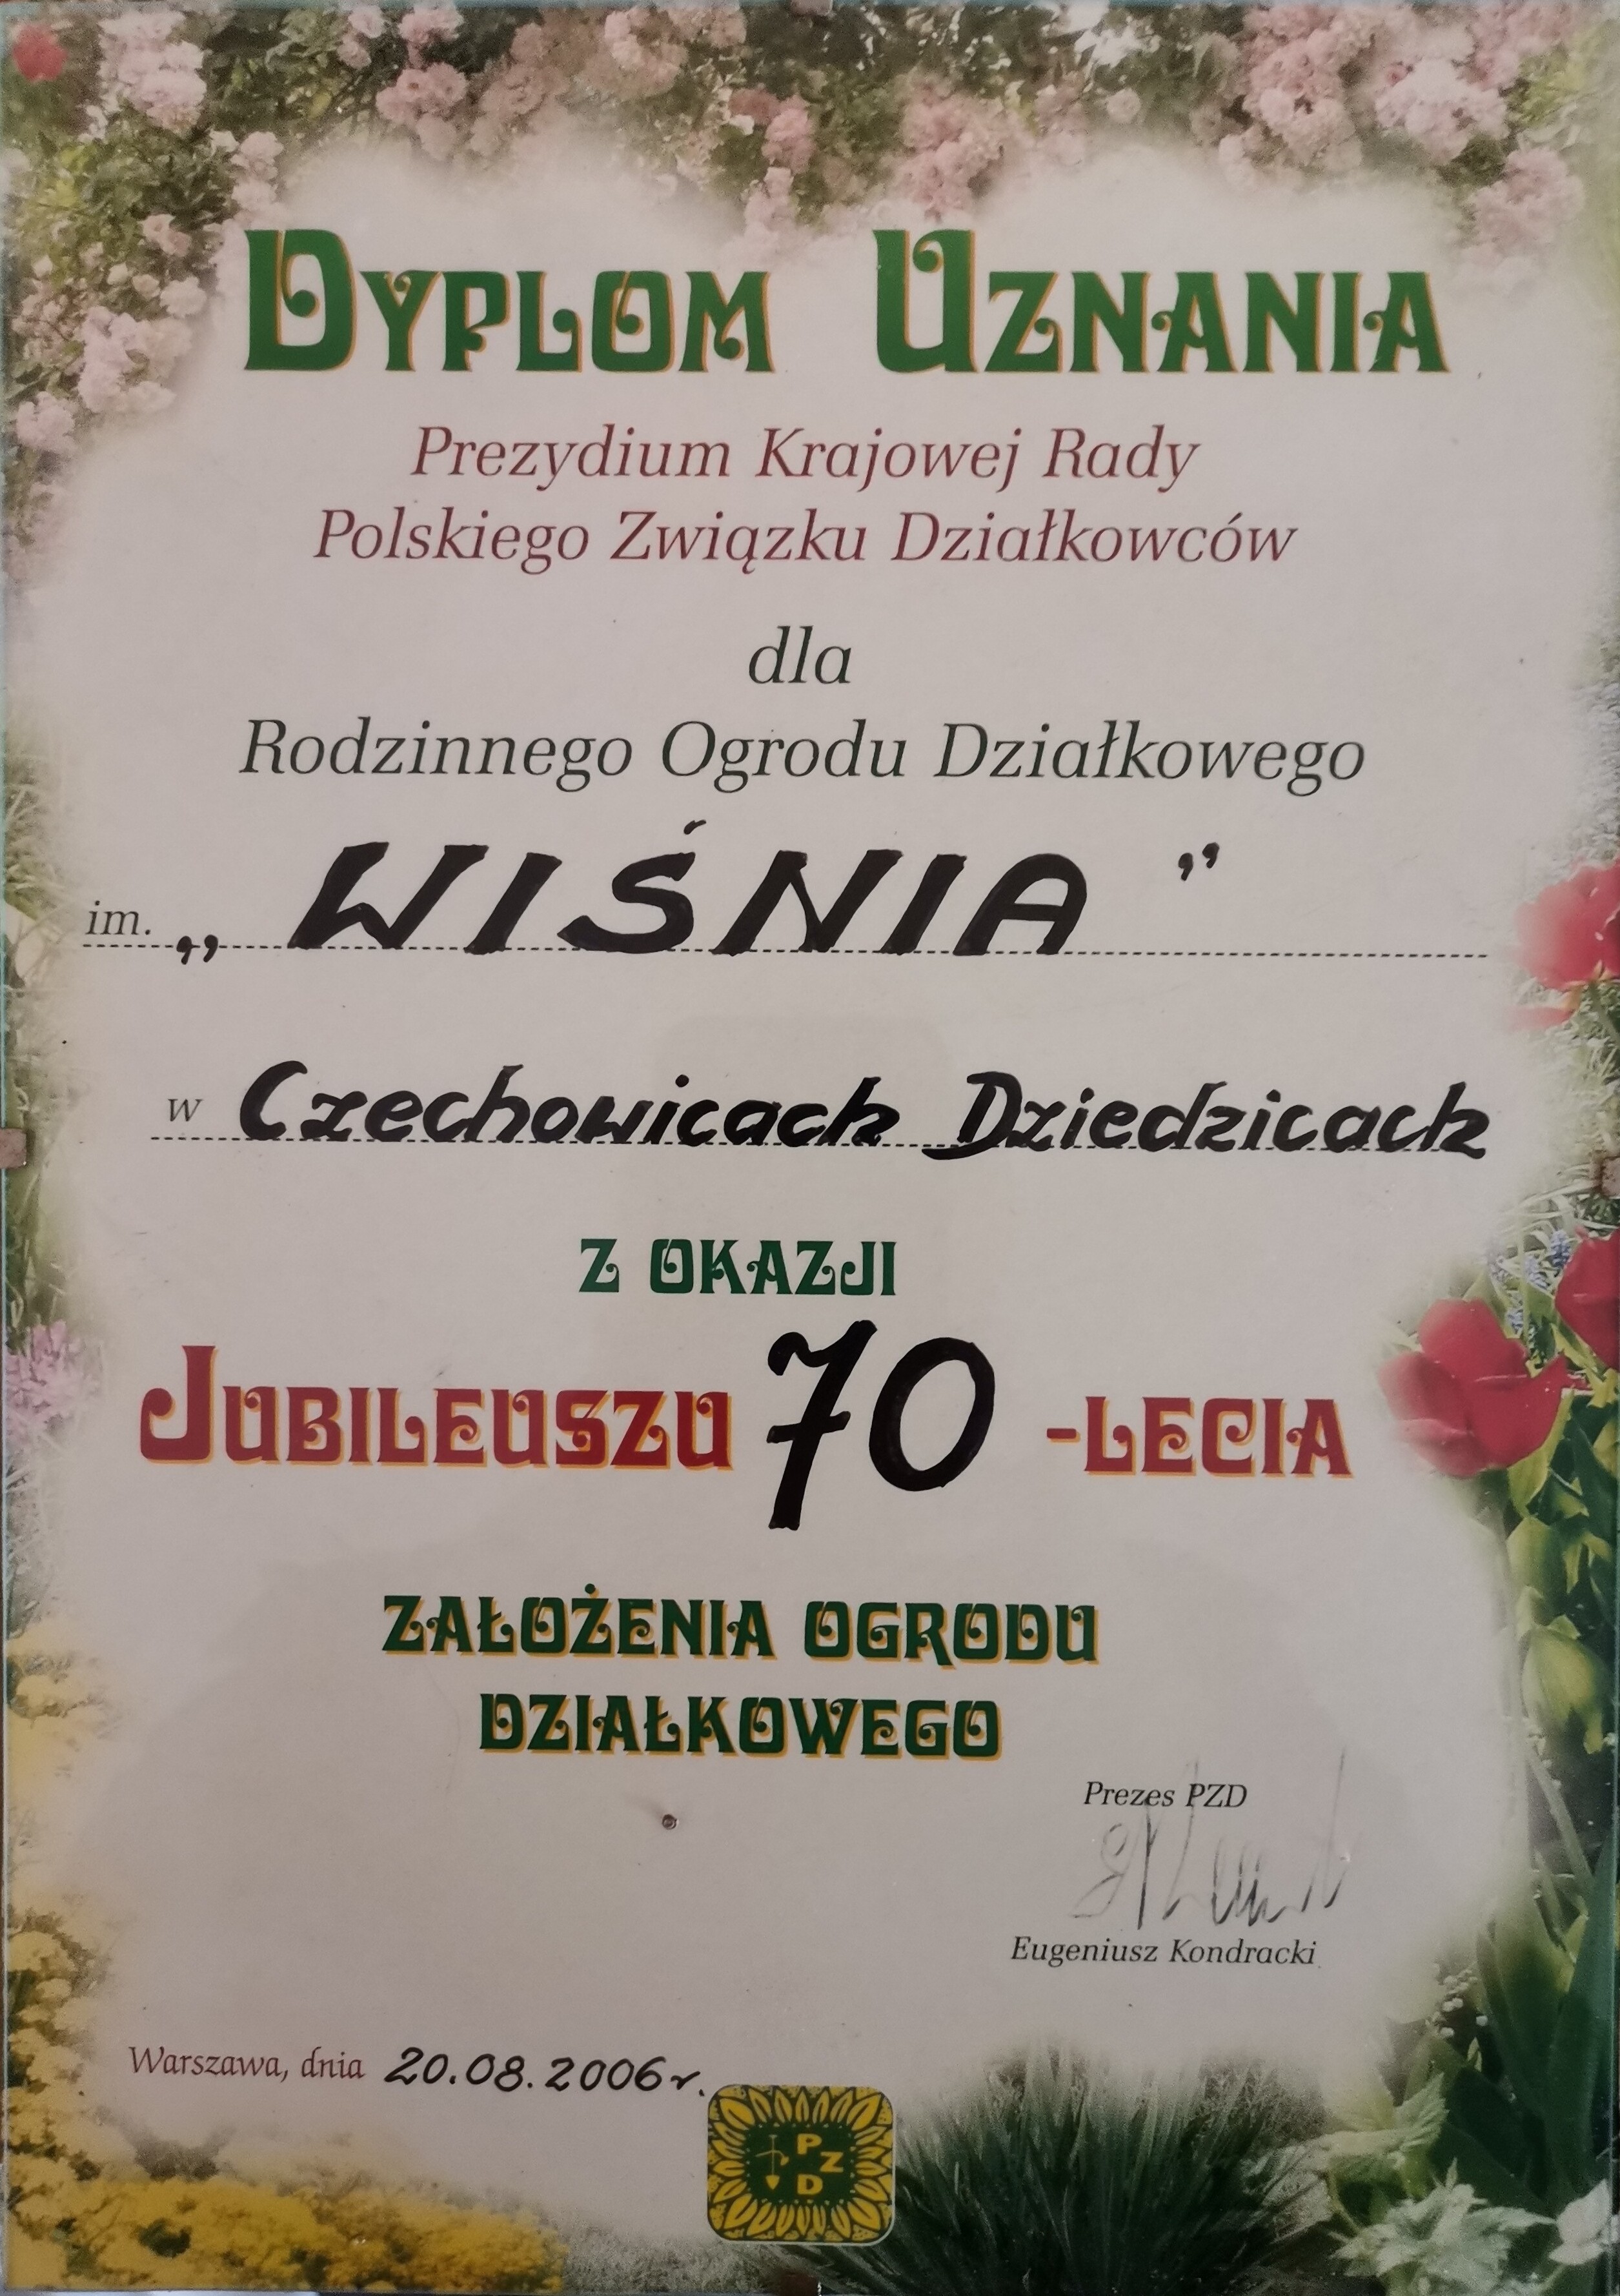 DYPLOM UZNANIA
Prezydium Krajowej Rady
Polskiego Związku Działkowców
dla
Rodzinnego Ogrodu Działkowego
im. „WIŚNIA”
w Czechowicach Dziedzicach
Z OKAZJI
JUBILEUSZU 70 -LECIA
ZAŁOŻENIA OGRODU
DZIAŁKOWEGO
Prezes PZD
Eugeniusz Kondracki
Warszawa, dnia 20.08.2006r.
PZD